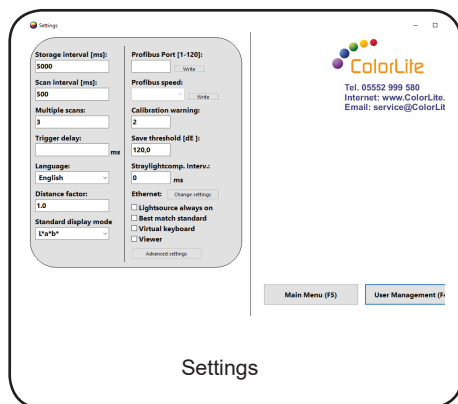 Settings
Storage interval [ms]:
5000
Scan interval [ms]:
500
Multiple scans:
3
Trigger delay:
ms
Language:
English
Distance factor:
1.0
Standard display mode
L*a*b*
Profibus Port [1-120]:
Write
Profibus speed:
Write
Calibration warning:
2
Save threshold [dE ]:
120,0
Straylightcomp. Interv.:
0 ms
Ethernet: Change settings
Lightsource always on
Best match standard
Virtual keyboard
Viewer
Advanced settings
ColorLite
Tel. 05552 999 580
Internet: www.ColorLite.
Email: service@ColorLit
Main Menu (F5)
User Management (F
Settings